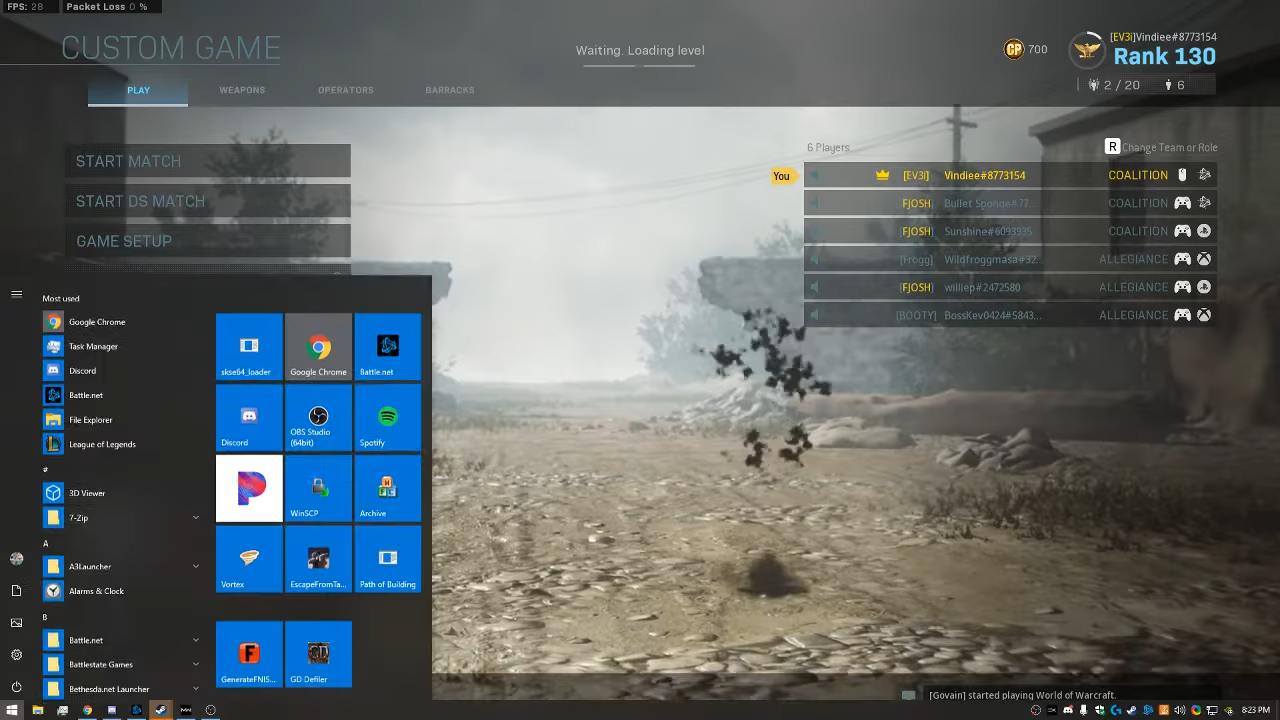 FPS: 28 Packet Loss 0 %
CUSTOM GAME
Waiting. Loading level
CP 700
[EV3i]Vindiee#8773154
Rank 130
2 / 20 6
PLAY WEAPONS OPERATORS BARRACKS
START MATCH
START DS MATCH
GAME SETUP
6 Players
R Change Team or Role
You [EV3i] Vindiee#8773154 COALITION
[FJOSH] Bullet Sponge#77... COALITION
[FJOSH] Sunshine#6093935 COALITION
[Frogg] Wildfroggmasa#32... ALLEGIANCE
[FJOSH] williep#2472580 ALLEGIANCE
[BOOTY] BossKev0424#5843... ALLEGIANCE
Most used
Google Chrome
Task Manager
Discord
Battle.net
File Explorer
League of Legends
#
3D Viewer
7-Zip
A
A3Launcher
Alarms & Clock
B
Battle.net
Battlestate Games
Bethesda.net Launcher
skse64_loader
Google Chrome
Battle.net
Discord
OBS Studio
(64bit)
Spotify
WinSCP
Archive
Vortex
EscapeFromTa...
Path of Building
GenerateFNIS...
GD Defiler
[Govain] started playing World of Warcraft.
8:23 PM